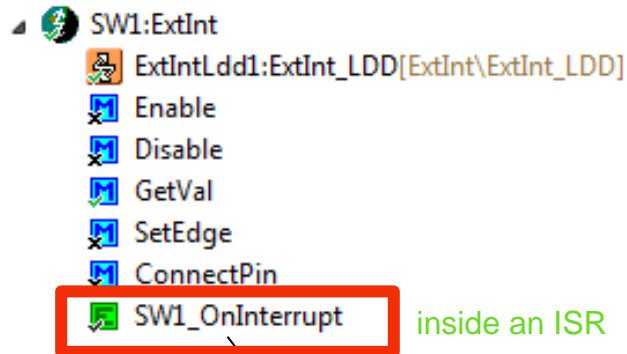 SW1:ExtInt
ExtIntLdd1:ExtInt_LDD[ExtInt\ExtInt_LDD]
Enable
Disable
GetVal
SetEdge
ConnectPin
SW1_OnInterrupt inside an ISR